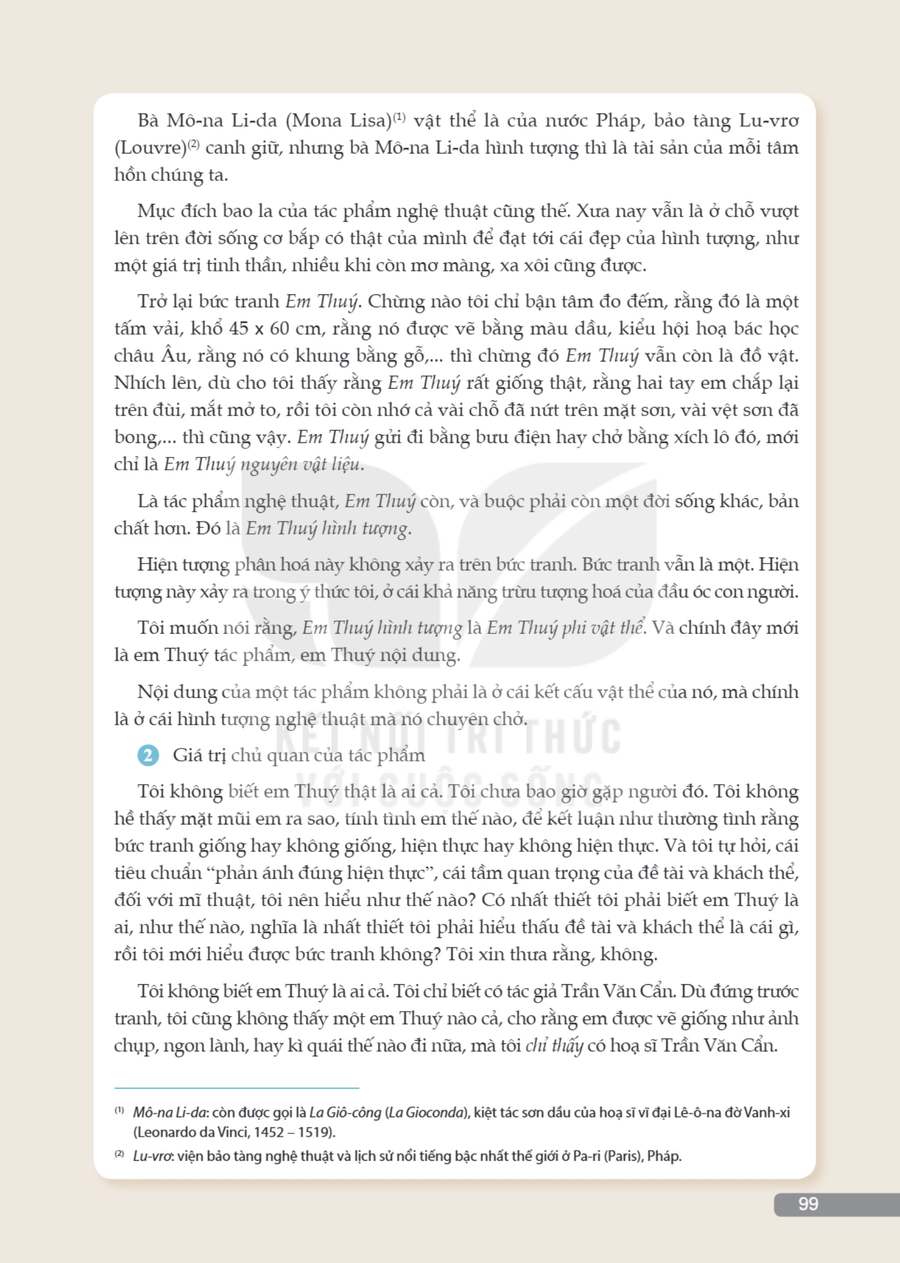 Bà Mô-na Li-da (Mona Lisa)⁽¹⁾ vật thể là của nước Pháp, bảo tàng Lu-vrơ
(Louvre)⁽²⁾ canh giữ, nhưng bà Mô-na Li-da hình tượng thì là tài sản của mỗi tâm
hồn chúng ta.
Mục đích bao la của tác phẩm nghệ thuật cũng thế. Xưa nay vẫn là ở chỗ vượt
lên trên đời sống cơ bắp có thật của mình để đạt tới cái đẹp của hình tượng, như
một giá trị tinh thần, nhiều khi còn mơ màng, xa xôi cũng được.
Trở lại bức tranh Em Thuý. Chừng nào tôi chỉ bận tâm đo đếm, rằng đó là một
tấm vải, khổ 45 x 60 cm, rằng nó được vẽ bằng màu dầu, kiểu hội hoạ bác học
châu Âu, rằng nó có khung bằng gỗ,... thì chừng đó Em Thuý vẫn còn là đồ vật.
Nhích lên, dù cho tôi thấy rằng Em Thuý rất giống thật, rằng hai tay em chắp lại
trên đùi, mắt mở to, rồi tôi còn nhớ cả vài chỗ đã nứt trên mặt sơn, vài vệt sơn đã
bong,... thì cũng vậy. Em Thuý gửi đi bằng bưu điện hay chở bằng xích lô đó, mới
chỉ là Em Thuý nguyên vật liệu.
Là tác phẩm nghệ thuật, Em Thuý còn, và buộc phải còn một đời sống khác, bản
chất hơn. Đó là Em Thuý hình tượng.
Hiện tượng phân hoá này không xảy ra trên bức tranh. Bức tranh vẫn là một. Hiện
tượng này xảy ra trong ý thức tôi, ở cái khả năng trừu tượng hoá của đầu óc con người.
Tôi muốn nói rằng, Em Thuý hình tượng là Em Thuý phi vật thể. Và chính đây mới
là em Thuý tác phẩm, em Thuý nội dung.
Nội dung của một tác phẩm không phải là ở cái kết cấu vật thể của nó, mà chính
là ở cái hình tượng nghệ thuật mà nó chuyên chở.
KẾT NỐI TRI THỨC
2 Giá trị chủ quan của tác phẩm
VỚI CUỘC SỐNG
Tôi không biết em Thuý thật là ai cả. Tôi chưa bao giờ gặp người đó. Tôi không
hề thấy mặt mũi em ra sao, tính tình em thế nào, để kết luận như thường tình rằng
bức tranh giống hay không giống, hiện thực hay không hiện thực. Và tôi tự hỏi, cái
tiêu chuẩn “phản ánh đúng hiện thực”, cái tầm quan trọng của đề tài và khách thể,
đối với mĩ thuật, tôi nên hiểu như thế nào? Có nhất thiết tôi phải biết em Thuý là
ai, như thế nào, nghĩa là nhất thiết tôi phải hiểu thấu đề tài và khách thể là cái gì,
rồi tôi mới hiểu được bức tranh không? Tôi xin thưa rằng, không.
Tôi không biết em Thuý là ai cả. Tôi chỉ biết có tác giả Trần Văn Cẩn. Dù đứng trước
tranh, tôi cũng không thấy một em Thuý nào cả, cho rằng em được vẽ giống như ảnh
chụp, ngon lành, hay kì quái thế nào đi nữa, mà tôi chỉ thấy có hoạ sĩ Trần Văn Cẩn.
⁽¹⁾ Mô-na Li-da: còn được gọi là La Giô-công (La Gioconda), kiệt tác sơn dầu của hoạ sĩ vĩ đại Lê-ô-na đờ Vanh-xi
(Leonardo da Vinci, 1452 – 1519).
⁽²⁾ Lu-vrơ: viện bảo tàng nghệ thuật và lịch sử nổi tiếng bậc nhất thế giới ở Pa-ri (Paris), Pháp.
99